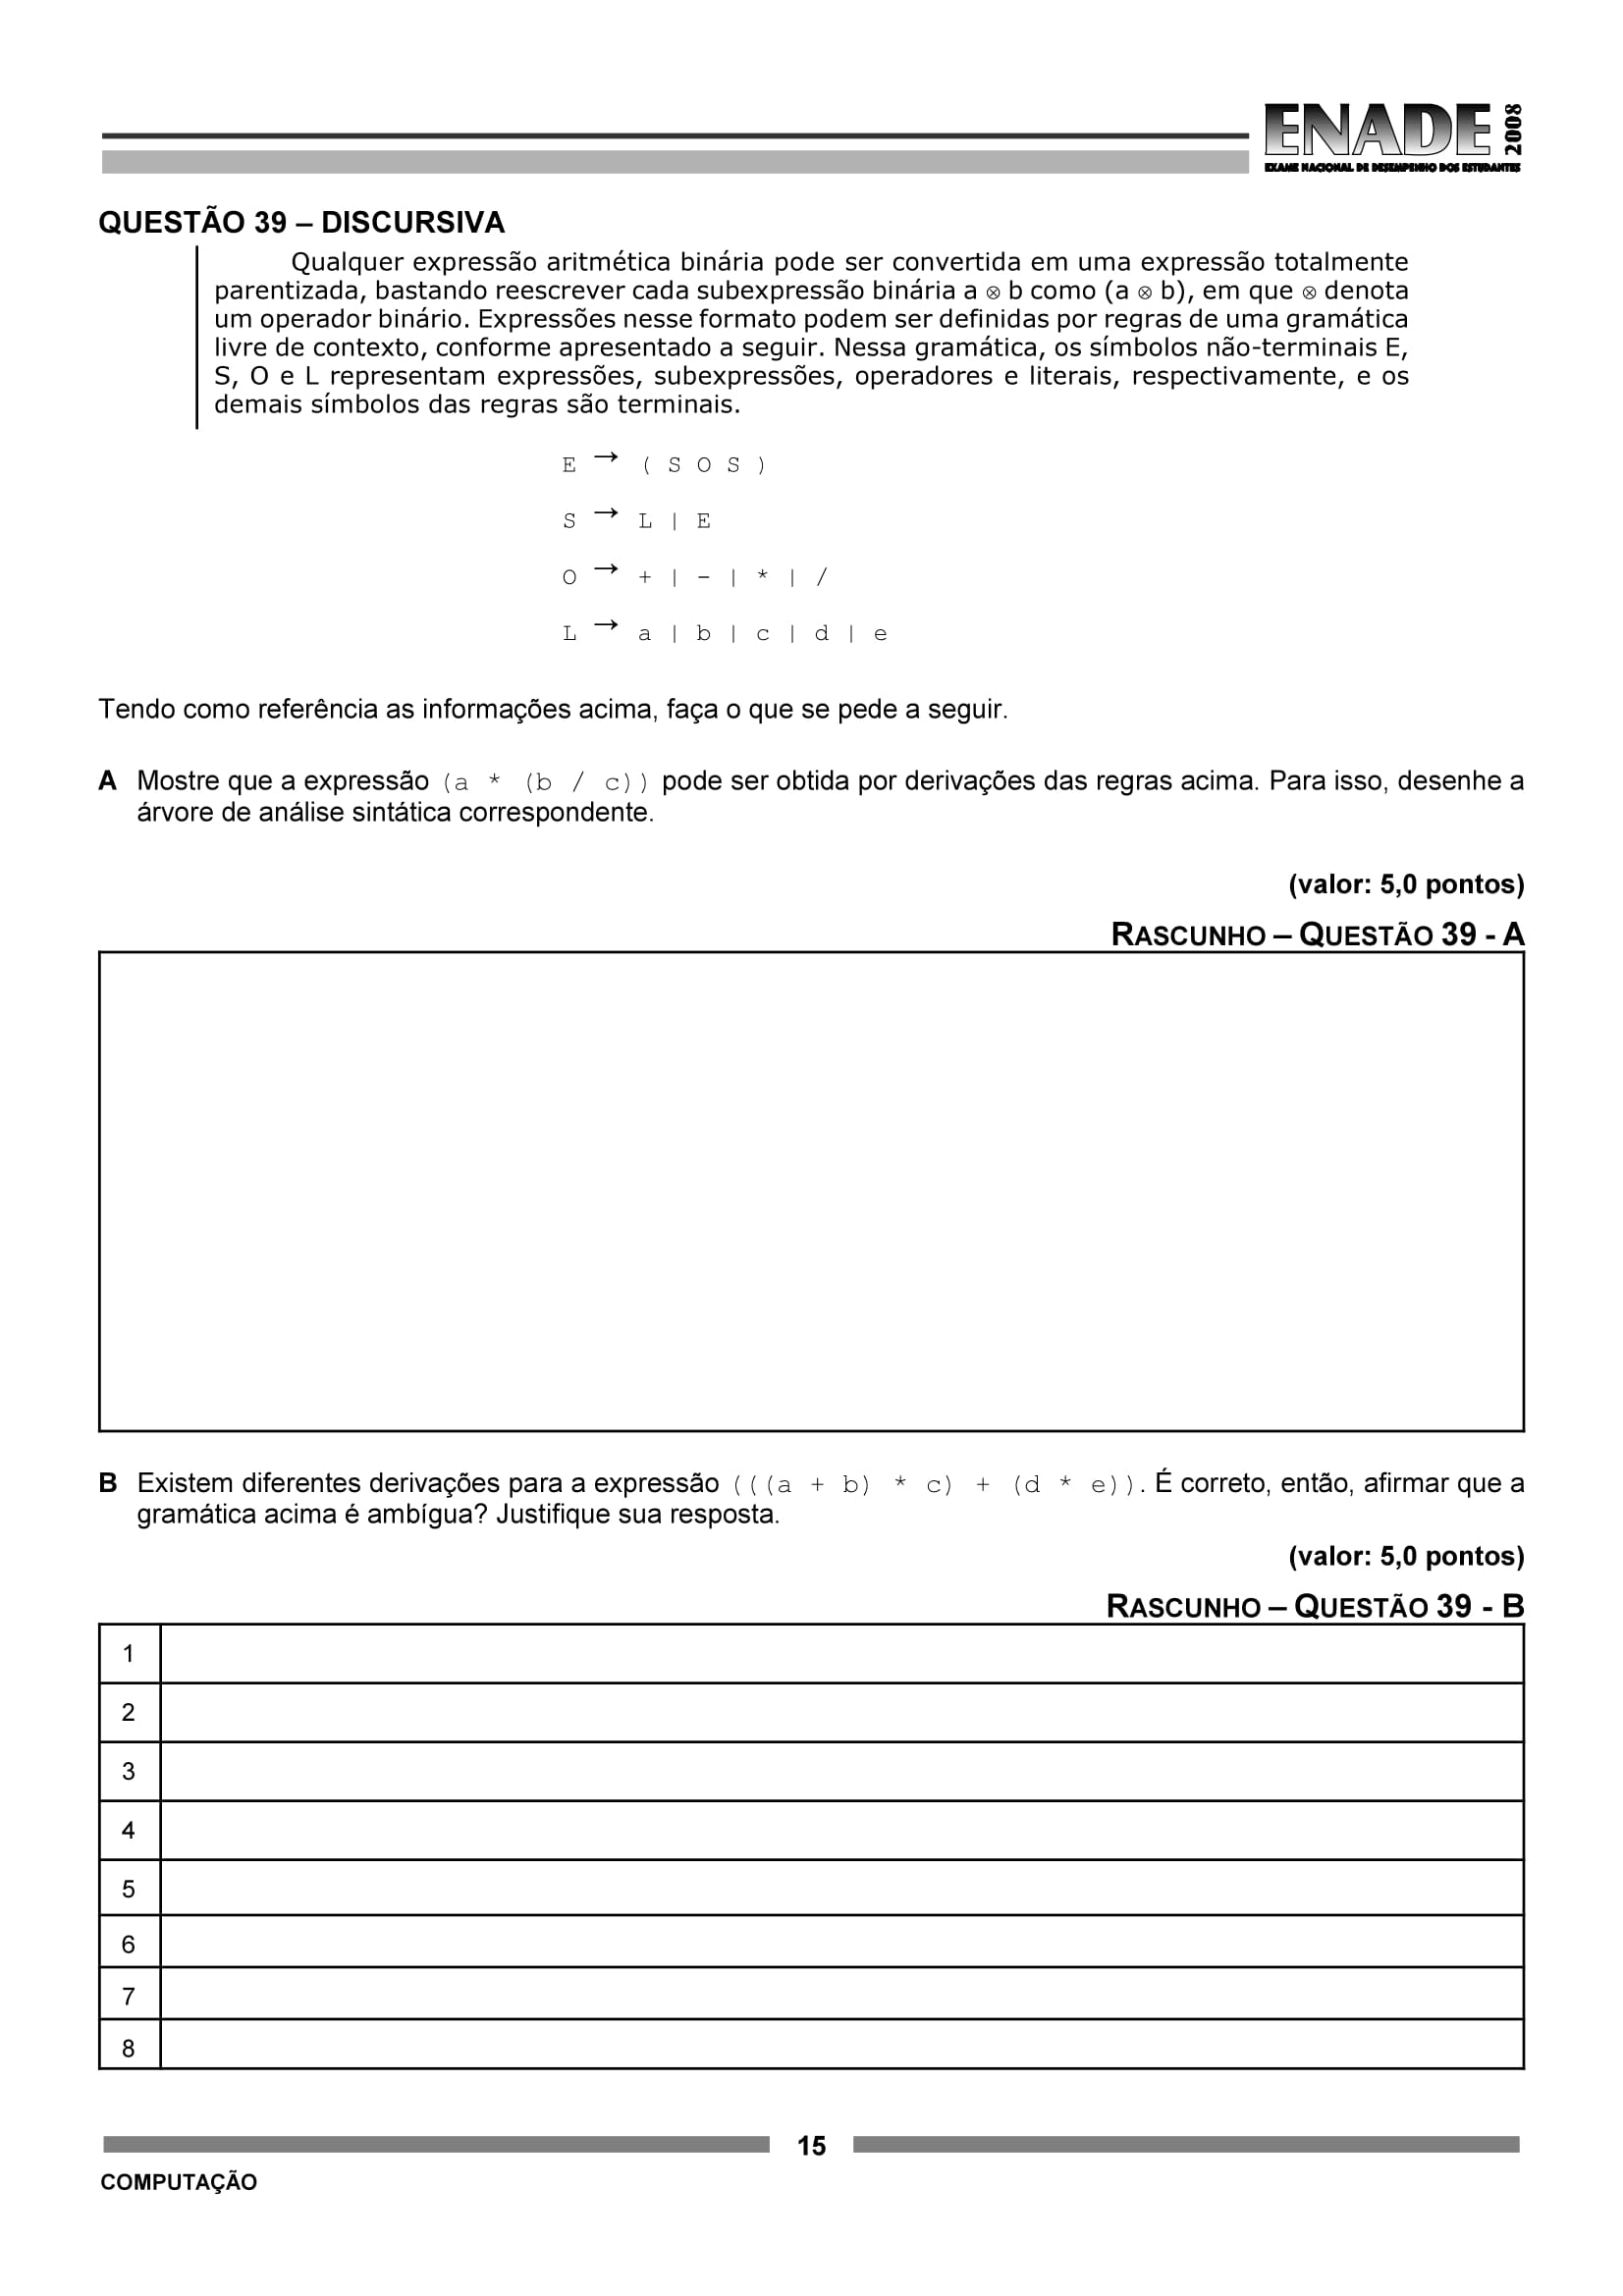 ENADE 2008
EXAME NACIONAL DE DESEMPENHO DOS ESTUDANTES
QUESTÃO 39 – DISCURSIVA
Qualquer expressão aritmética binária pode ser convertida em uma expressão totalmente
parentizada, bastando reescrever cada subexpressão binária a ⊗ b como (a ⊗ b), em que ⊗ denota
um operador binário. Expressões nesse formato podem ser definidas por regras de uma gramática
livre de contexto, conforme apresentado a seguir. Nessa gramática, os símbolos não-terminais E,
S, O e L representam expressões, subexpressões, operadores e literais, respectivamente, e os
demais símbolos das regras são terminais.
E → ( S O S )
S → L | E
O → + | - | * | /
L → a | b | c | d | e
Tendo como referência as informações acima, faça o que se pede a seguir.
A Mostre que a expressão (a * (b / c)) pode ser obtida por derivações das regras acima. Para isso, desenhe a
árvore de análise sintática correspondente.
(valor: 5,0 pontos)
RASCUNHO – QUESTÃO 39 - A
B Existem diferentes derivações para a expressão (((a + b) * c) + (d * e)). É correto, então, afirmar que a
gramática acima é ambígua? Justifique sua resposta.
(valor: 5,0 pontos)
RASCUNHO – QUESTÃO 39 - B
1
2
3
4
5
6
7
8
15
COMPUTAÇÃO